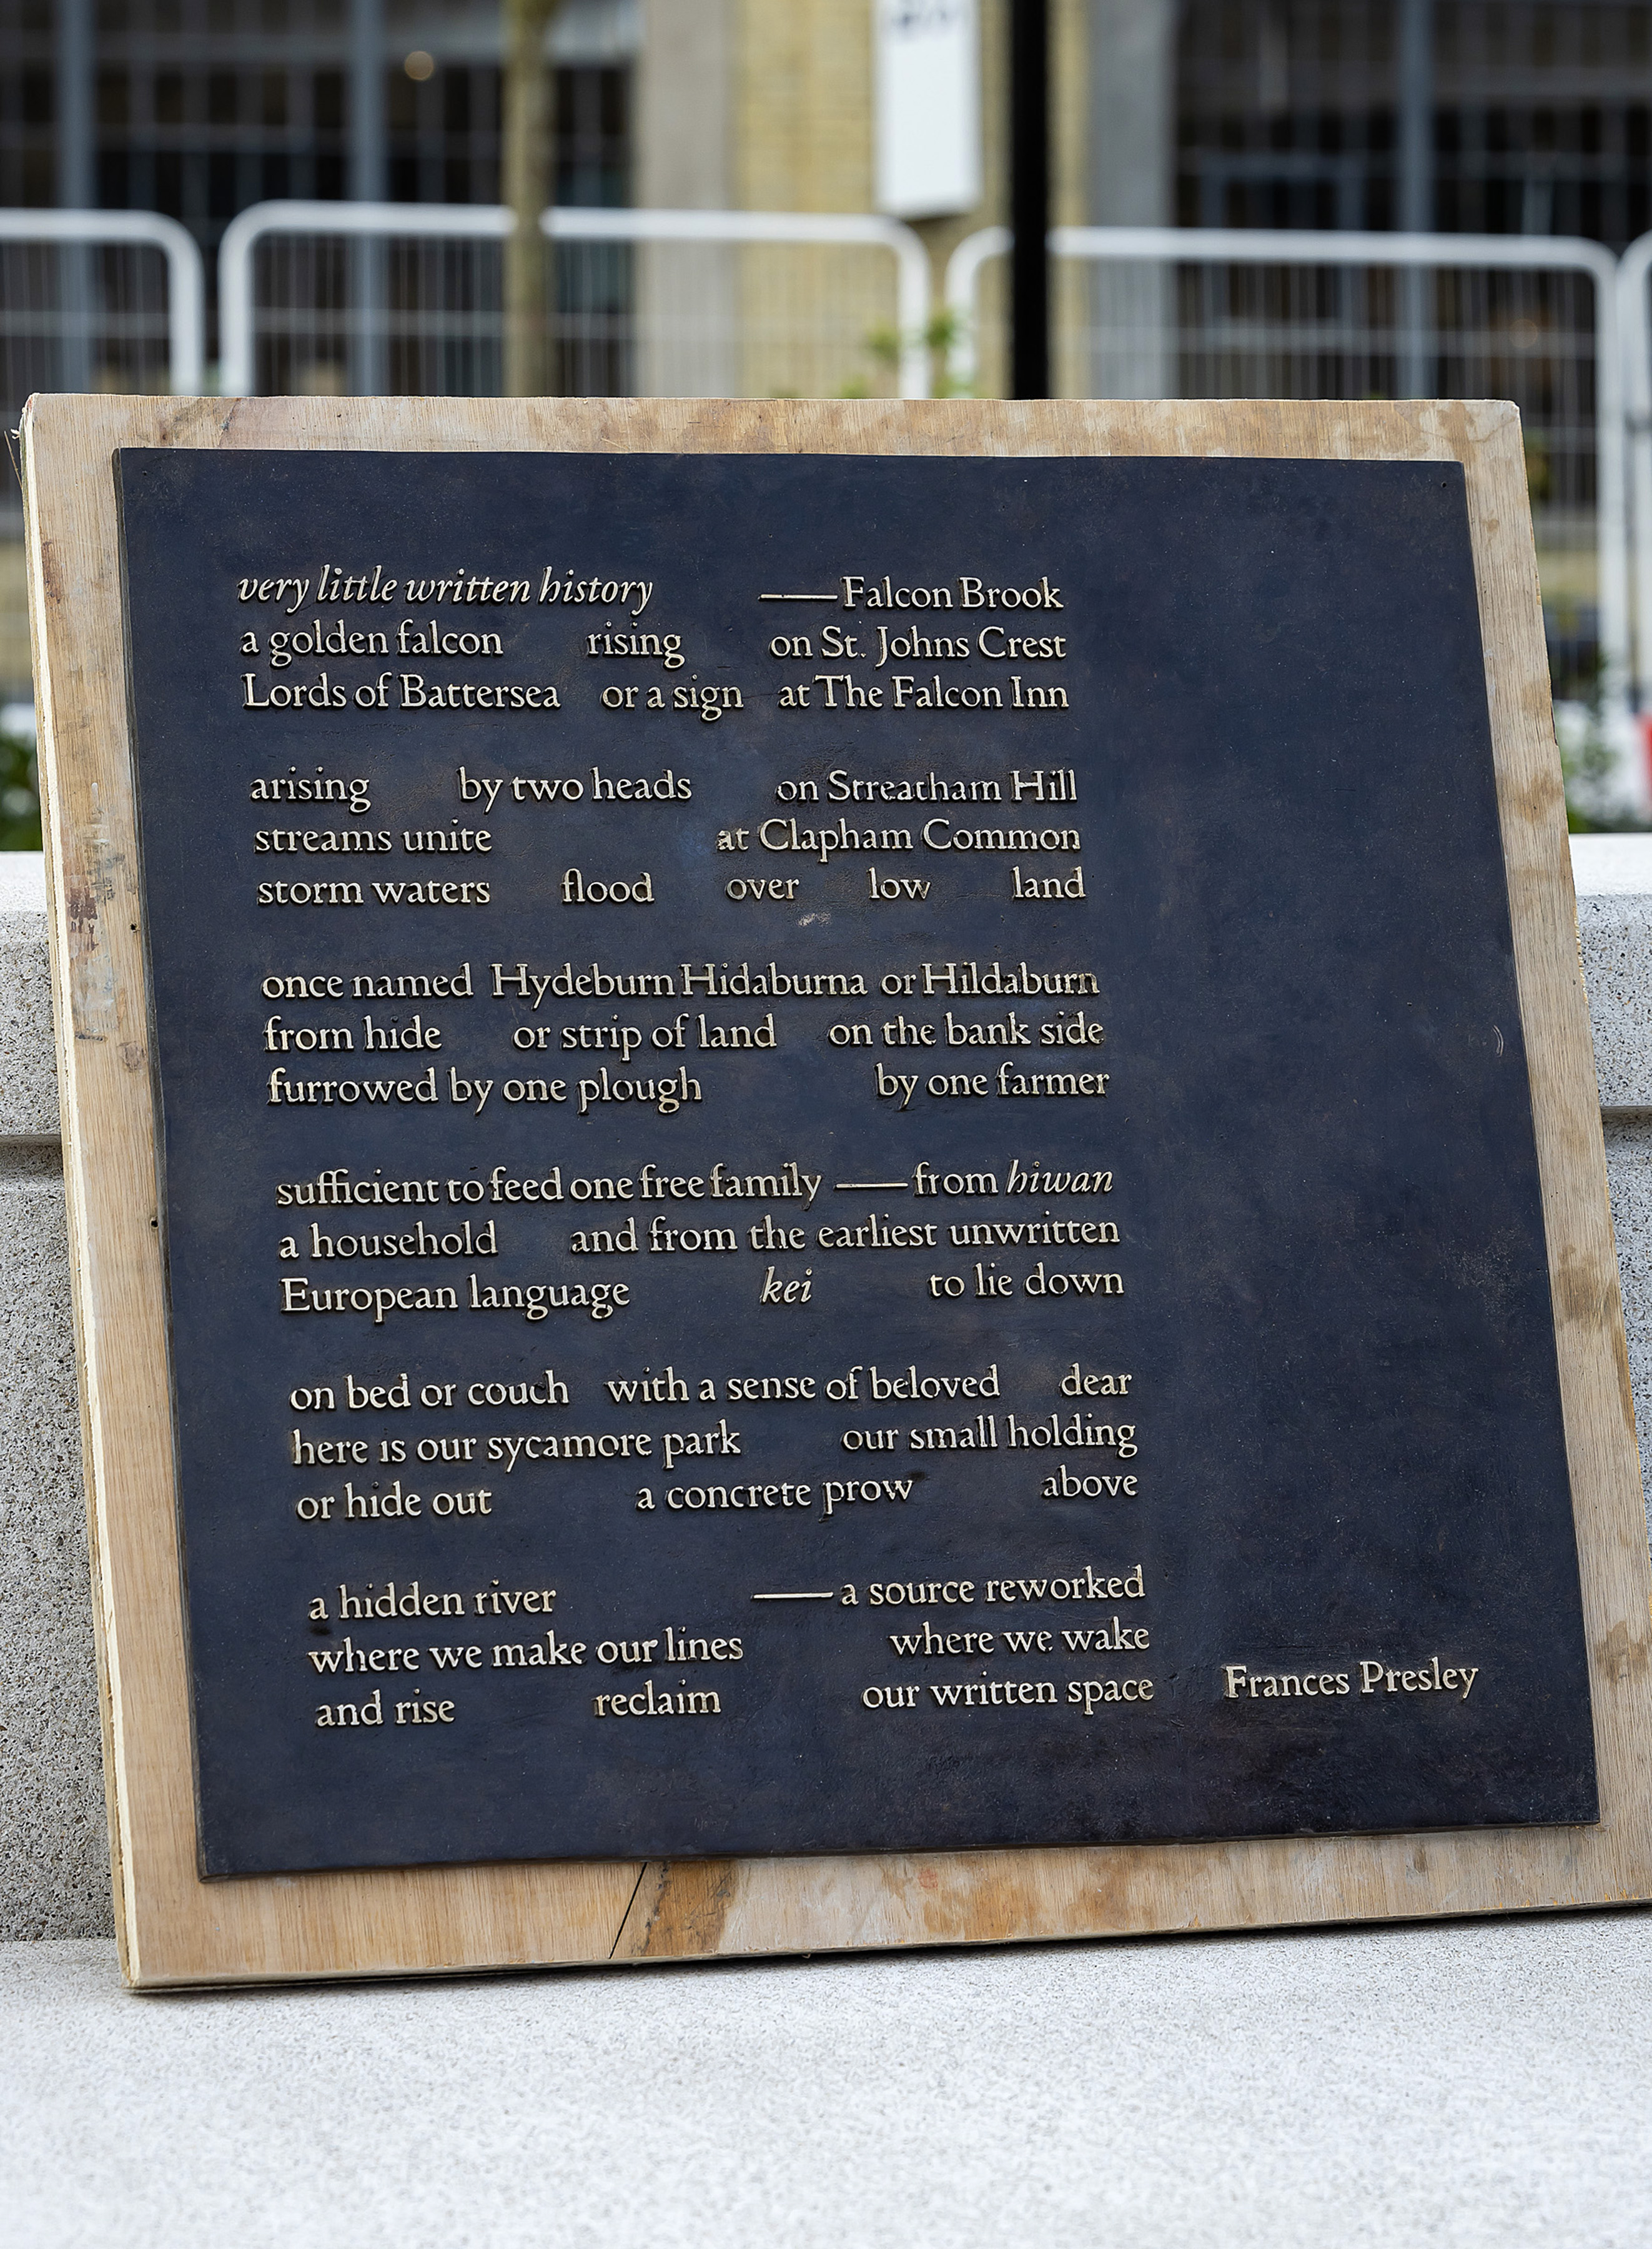 very little written history ——Falcon Brook
a golden falcon rising on St. Johns Crest
Lords of Battersea or a sign at The Falcon Inn
arising by two heads on Streatham Hill
streams unite at Clapham Common
storm waters flood over low land
once named Hydeburn Hidaburna or Hildaburn
from hide or strip of land on the bank side
furrowed by one plough by one farmer
sufficient to feed one free family —— from hiwan
a household and from the earliest unwritten
European language kei to lie down
on bed or couch with a sense of beloved dear
here is our sycamore park our small holding
or hide out a concrete prow above
a hidden river —— a source reworked
where we make our lines where we wake
and rise reclaim our written space Frances Presley